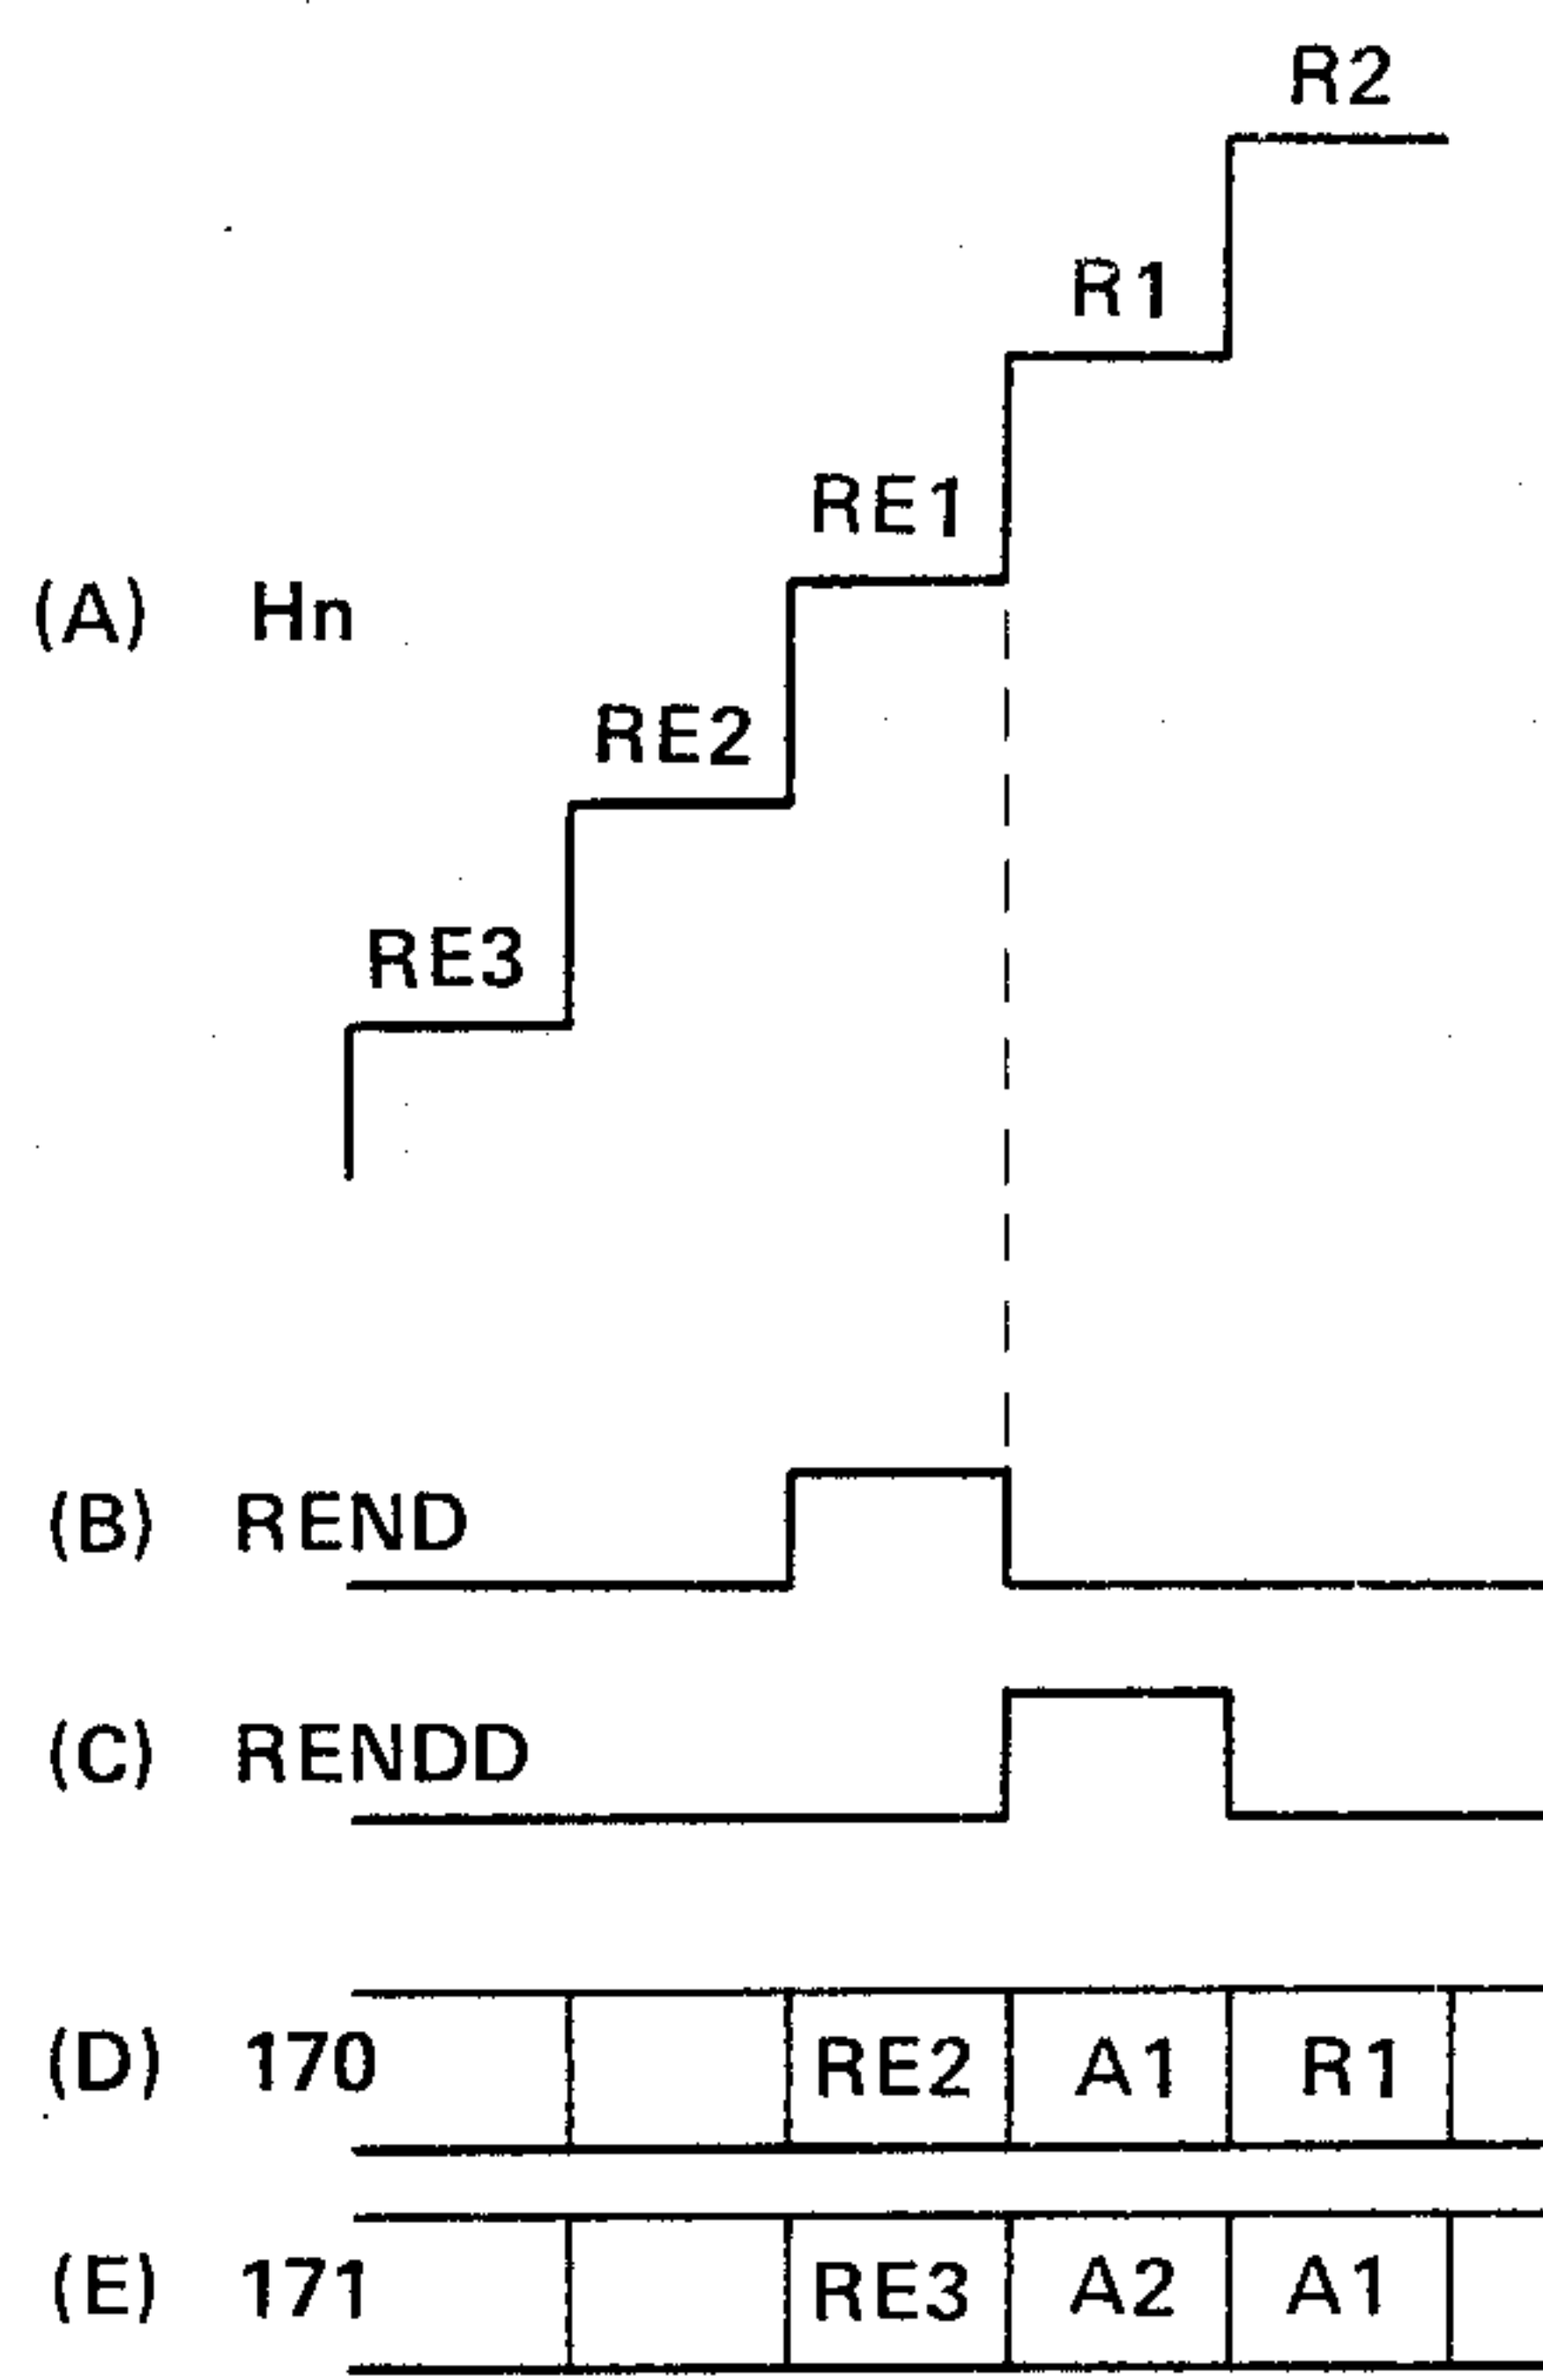 R2
R1
RE1
(A) Hn
RE2
RE3
(B) REND
(C) RENDD
(D) 170 RE2 A1 R1
(E) 171 RE3 A2 A1